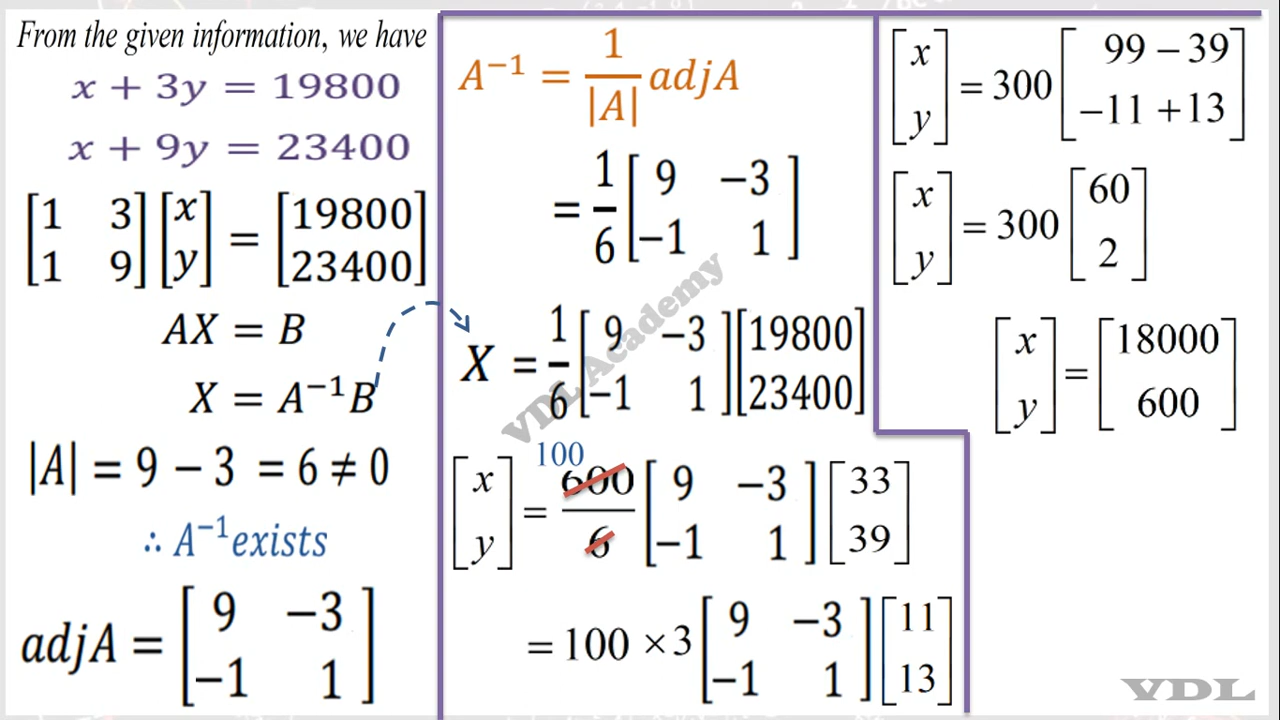 From the given information, we have
x + 3y = 19800
x + 9y = 23400
[1 3; 1 9] [x; y] = [19800; 23400]
AX = B
X = A⁻¹B
|A| = 9 − 3 = 6 ≠ 0
∴ A⁻¹exists
adjA = [9 −3; −1 1]
A⁻¹ = 1/|A| adjA
= 1/6 [9 −3; −1 1]
X = 1/6 [9 −3; −1 1] [19800; 23400]
VDL Academy
100
[x; y] = 600/6 [9 −3; −1 1] [33; 39]
= 100 × 3 [9 −3; −1 1] [11; 13]
[x; y] = 300 [99 − 39; −11 + 13]
[x; y] = 300 [60; 2]
[x; y] = [18000; 600]
VDL